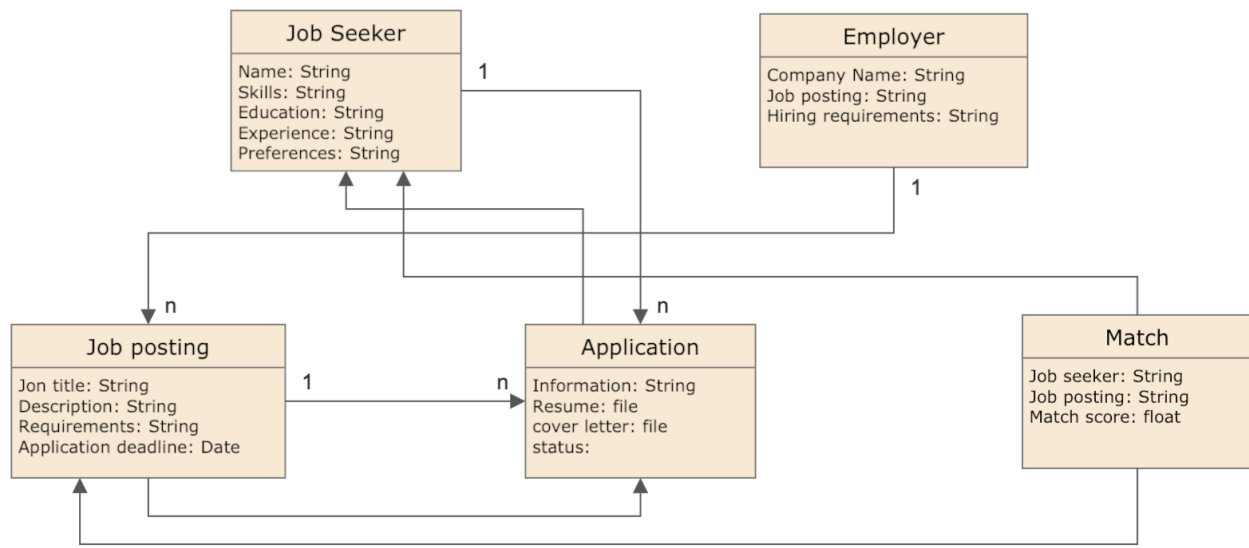 Job Seeker
Name: String
Skills: String
Education: String
Experience: String
Preferences: String
1
Employer
Company Name: String
Job posting: String
Hiring requirements: String
1
n
n
Job posting
Jon title: String
Description: String
Requirements: String
Application deadline: Date
1
n
Application
Information: String
Resume: file
cover letter: file
status:
Match
Job seeker: String
Job posting: String
Match score: float